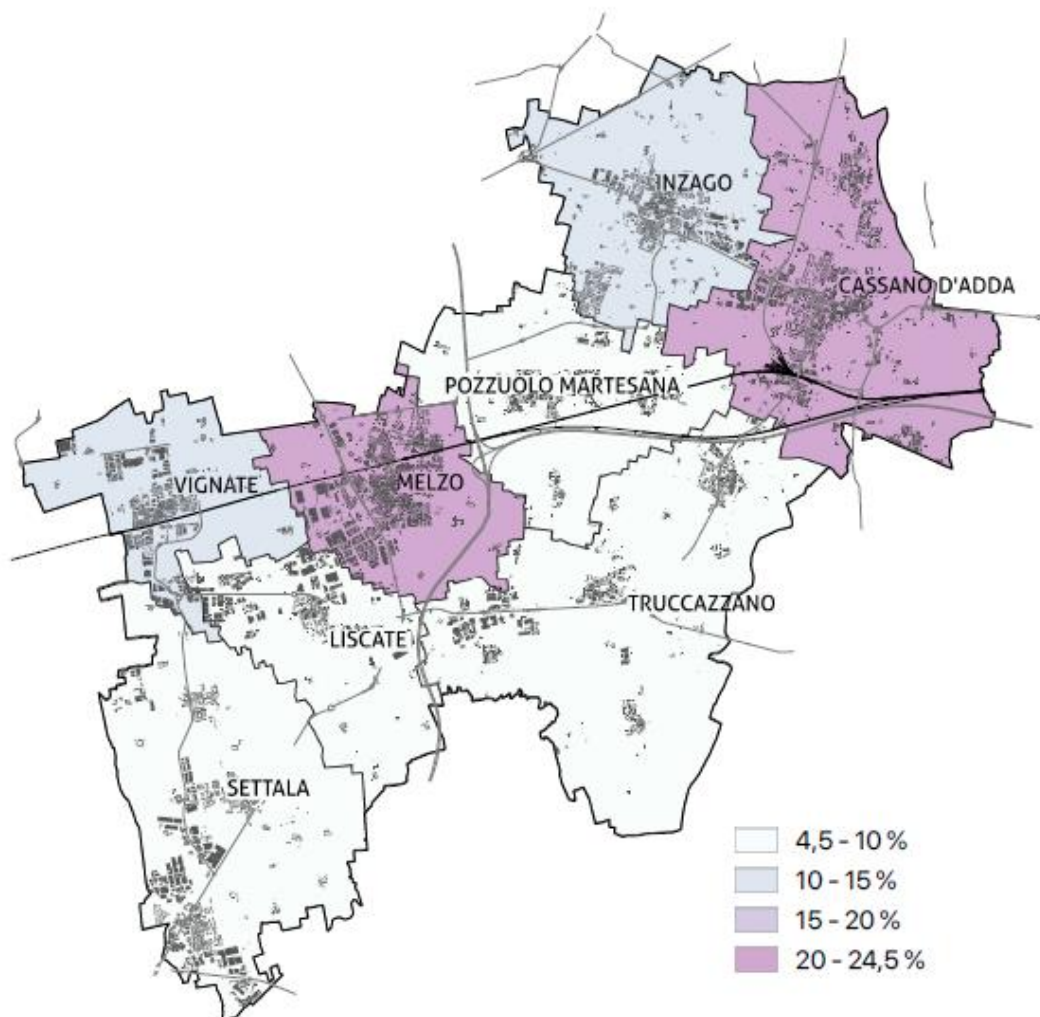 INZAGO
CASSANO D'ADDA
POZZUOLO MARTESANA
VIGNATE
MELZO
TRUCCAZZANO
LISCATE
SETTALA
4,5 - 10 %
10 - 15 %
15 - 20 %
20 - 24,5 %